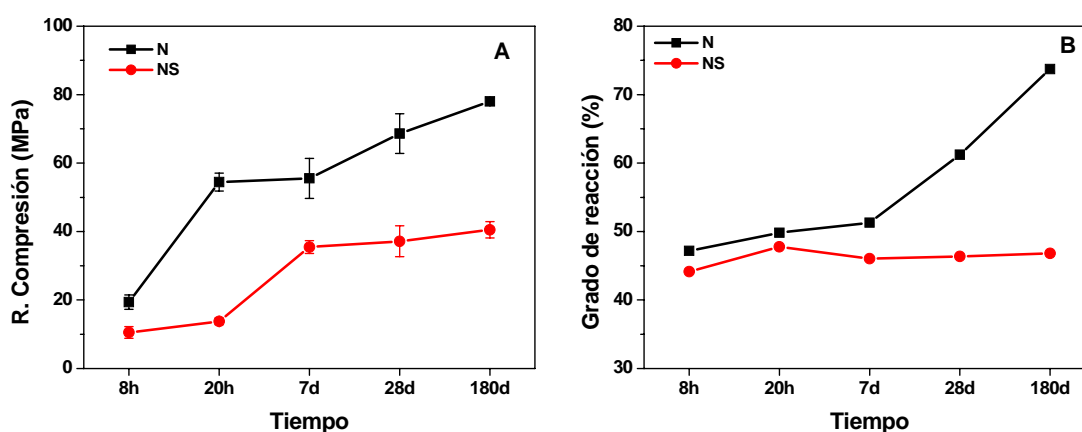 A
N
NS
R. Compresión (MPa)
100
80
60
40
20
0
8h 20h 7d 28d 180d
Tiempo
B
N
NS
Grado de reacción (%)
80
70
60
50
40
30
8h 20h 7d 28d 180d
Tiempo